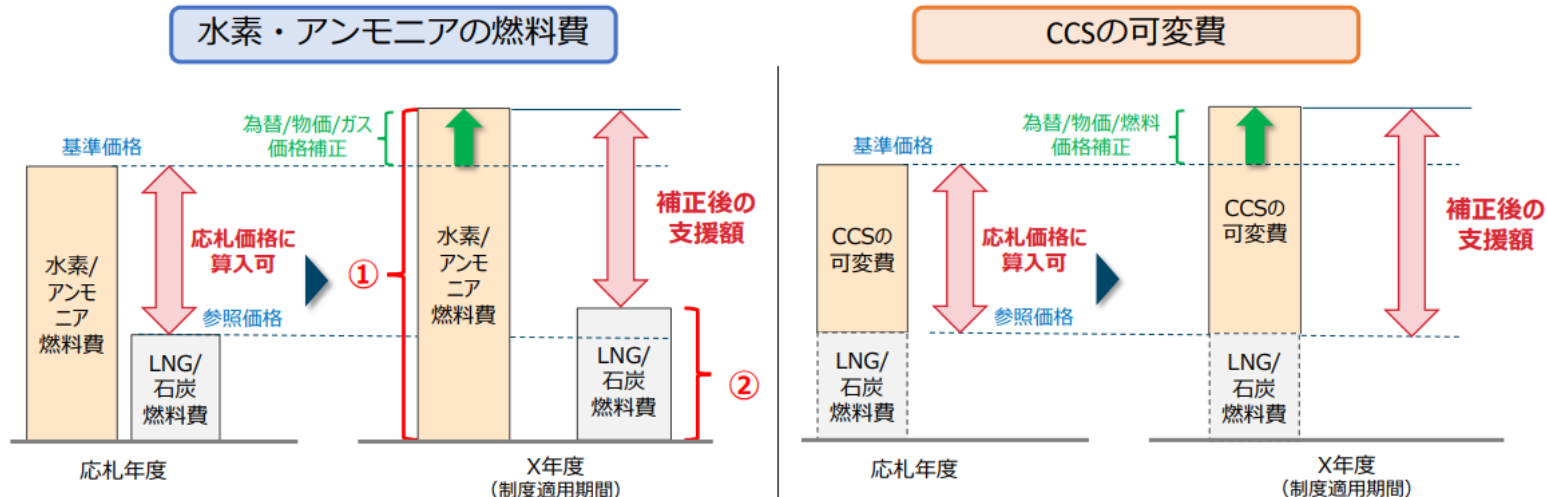 水素・アンモニアの燃料費
基準価格
為替/物価/ガス
価格補正
水素/
アンモ
ニア
燃料費
応札価格に
算入可
参照価格
LNG/
石炭
燃料費
①
水素/
アンモ
ニア
燃料費
補正後の
支援額
LNG/
石炭
燃料費
②
応札年度
X年度
(制度適用期間)
CCSの可変費
基準価格
為替/物価/燃料
価格補正
CCSの
可変費
応札価格に
算入可
参照価格
LNG/
石炭
燃料費
CCSの
可変費
補正後の
支援額
LNG/
石炭
燃料費
応札年度
X年度
(制度適用期間)